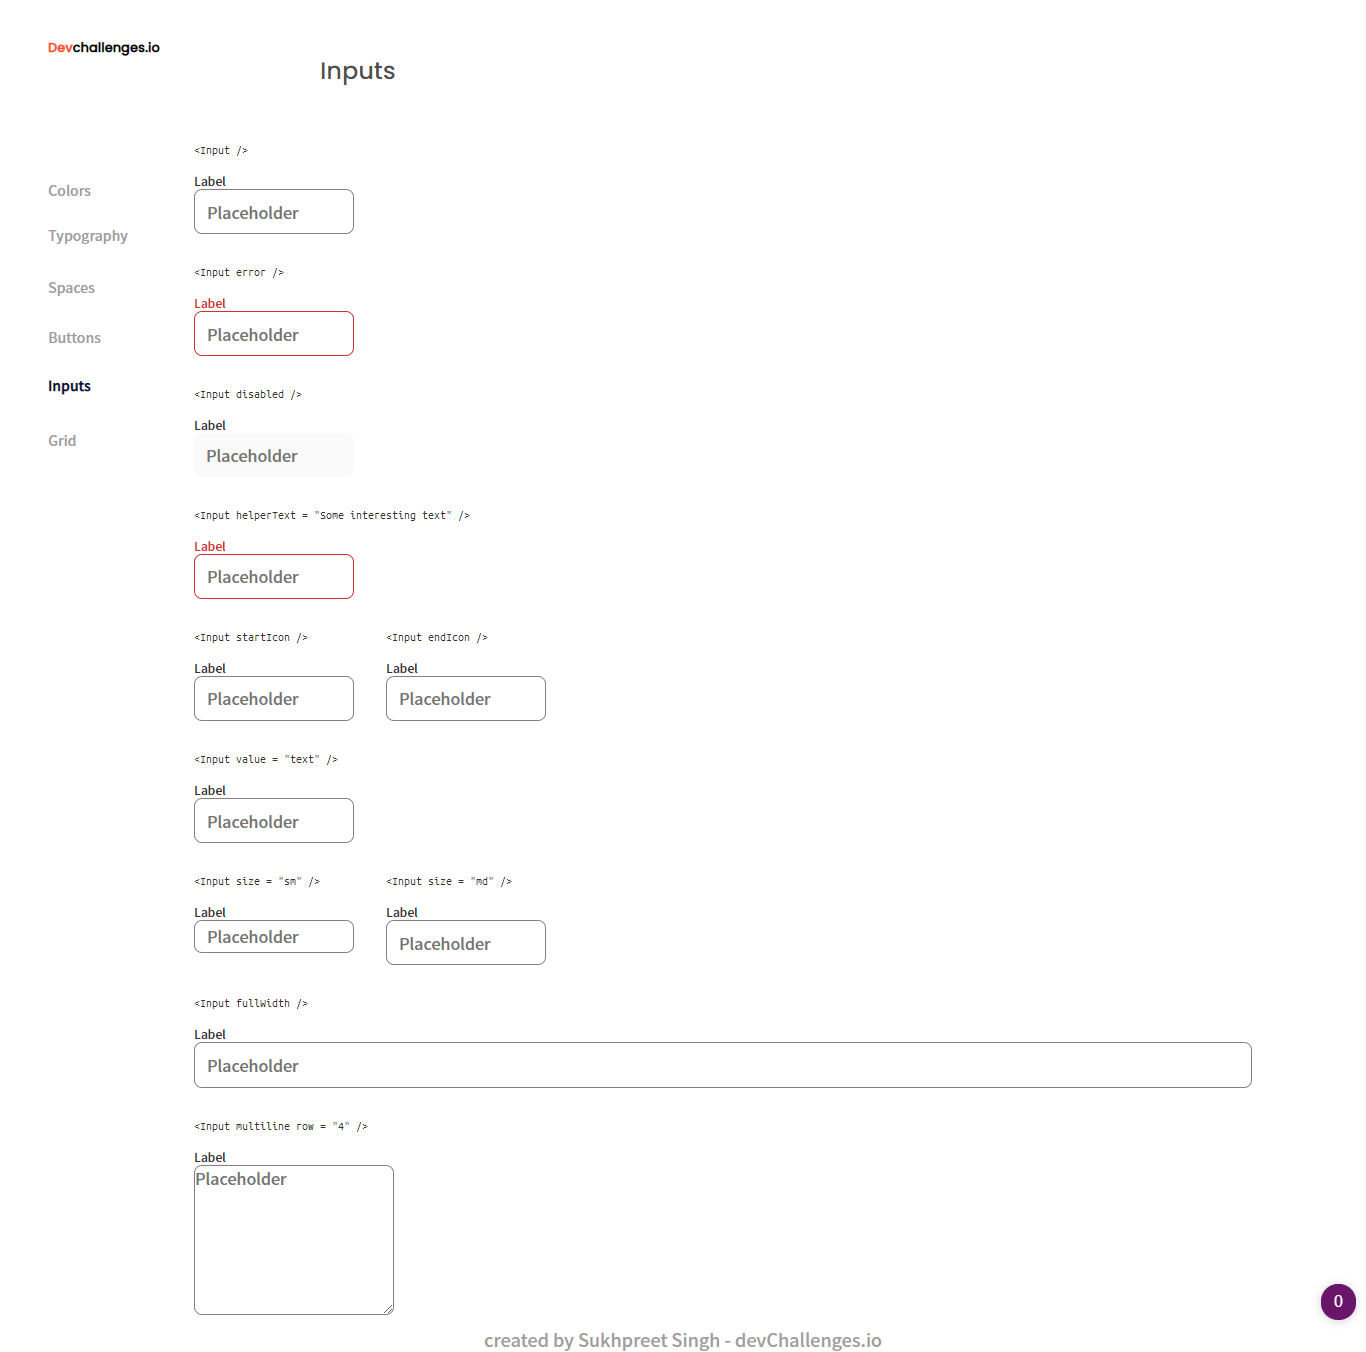 Devchallenges.io
Inputs
Colors
Typography
Spaces
Buttons
Inputs
Grid
<Input />
Label
Placeholder
<Input error />
Label
Placeholder
<Input disabled />
Label
Placeholder
<Input helperText = "Some interesting text" />
Label
Placeholder
<Input startIcon />
Label
Placeholder
<Input endIcon />
Label
Placeholder
<Input value = "text" />
Label
Placeholder
<Input size = "sm" />
Label
Placeholder
<Input size = "md" />
Label
Placeholder
<Input fullWidth />
Label
Placeholder
<Input multiline row = "4" />
Label
Placeholder
0
created by Sukhpreet Singh - devChallenges.io